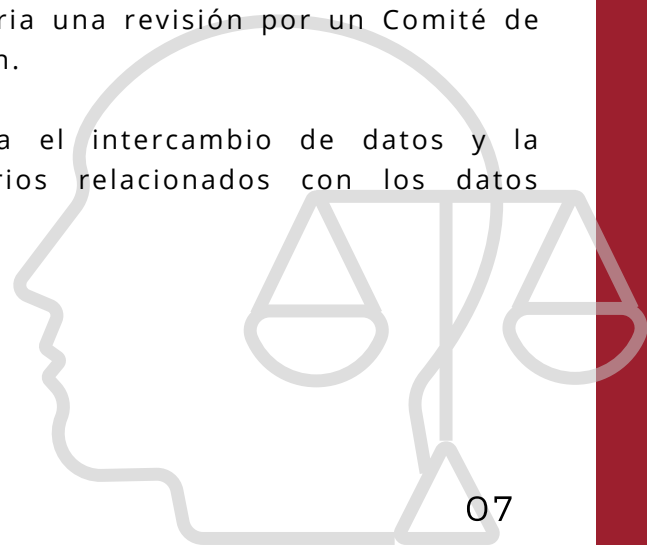 ria una revisión por un Comité de
n.
a el intercambio de datos y la
rios relacionados con los datos
07